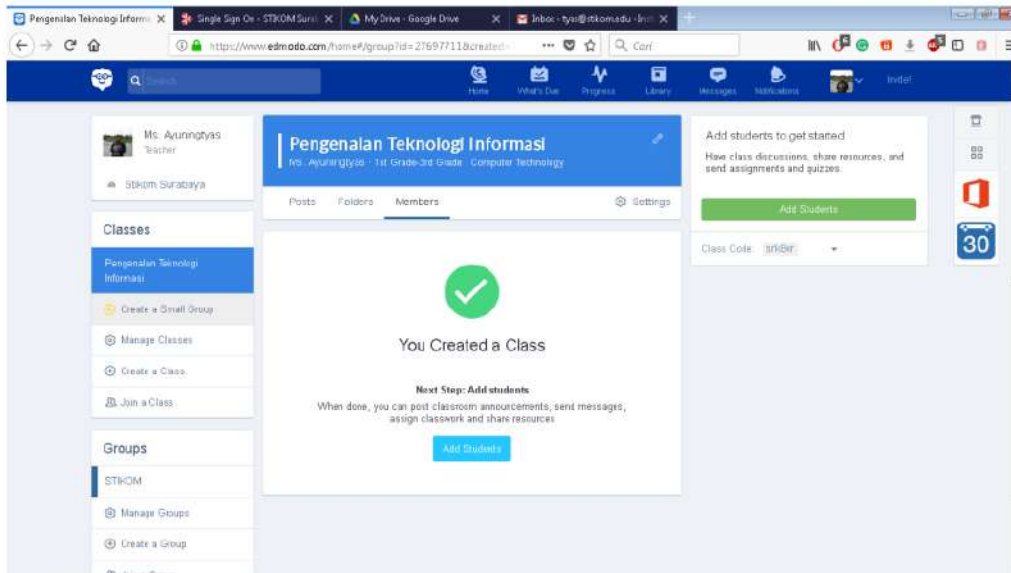 Pengenalan Teknologi Inform
Single Sign On - STIKOM Sura
My Drive - Google Drive
Inbox - tyas@stikom.edu -
https://www.edmodo.com/home#/group?id=27697711&created
Cari
Search
Home
What's Due
Progress
Library
Messages
Notifications
Invite!
Ms. Ayuningtyas
Teacher
Stikom Surabaya
Classes
Pengenalan Teknologi
Informasi
Create a Small Group
Manage Classes
Create a Class
Join a Class
Groups
STIKOM
Manage Groups
Create a Group
Pengenalan Teknologi Informasi
Ms. Ayuningtyas · 1st Grade-3rd Grade · Computer Technology
Posts
Folders
Members
Settings
You Created a Class
Next Step: Add students
When done, you can post classroom announcements, send messages,
assign classwork and share resources
Add Students
Add students to get started
Have class discussions, share resources, and
send assignments and quizzes.
Add Students
Class Code:
30